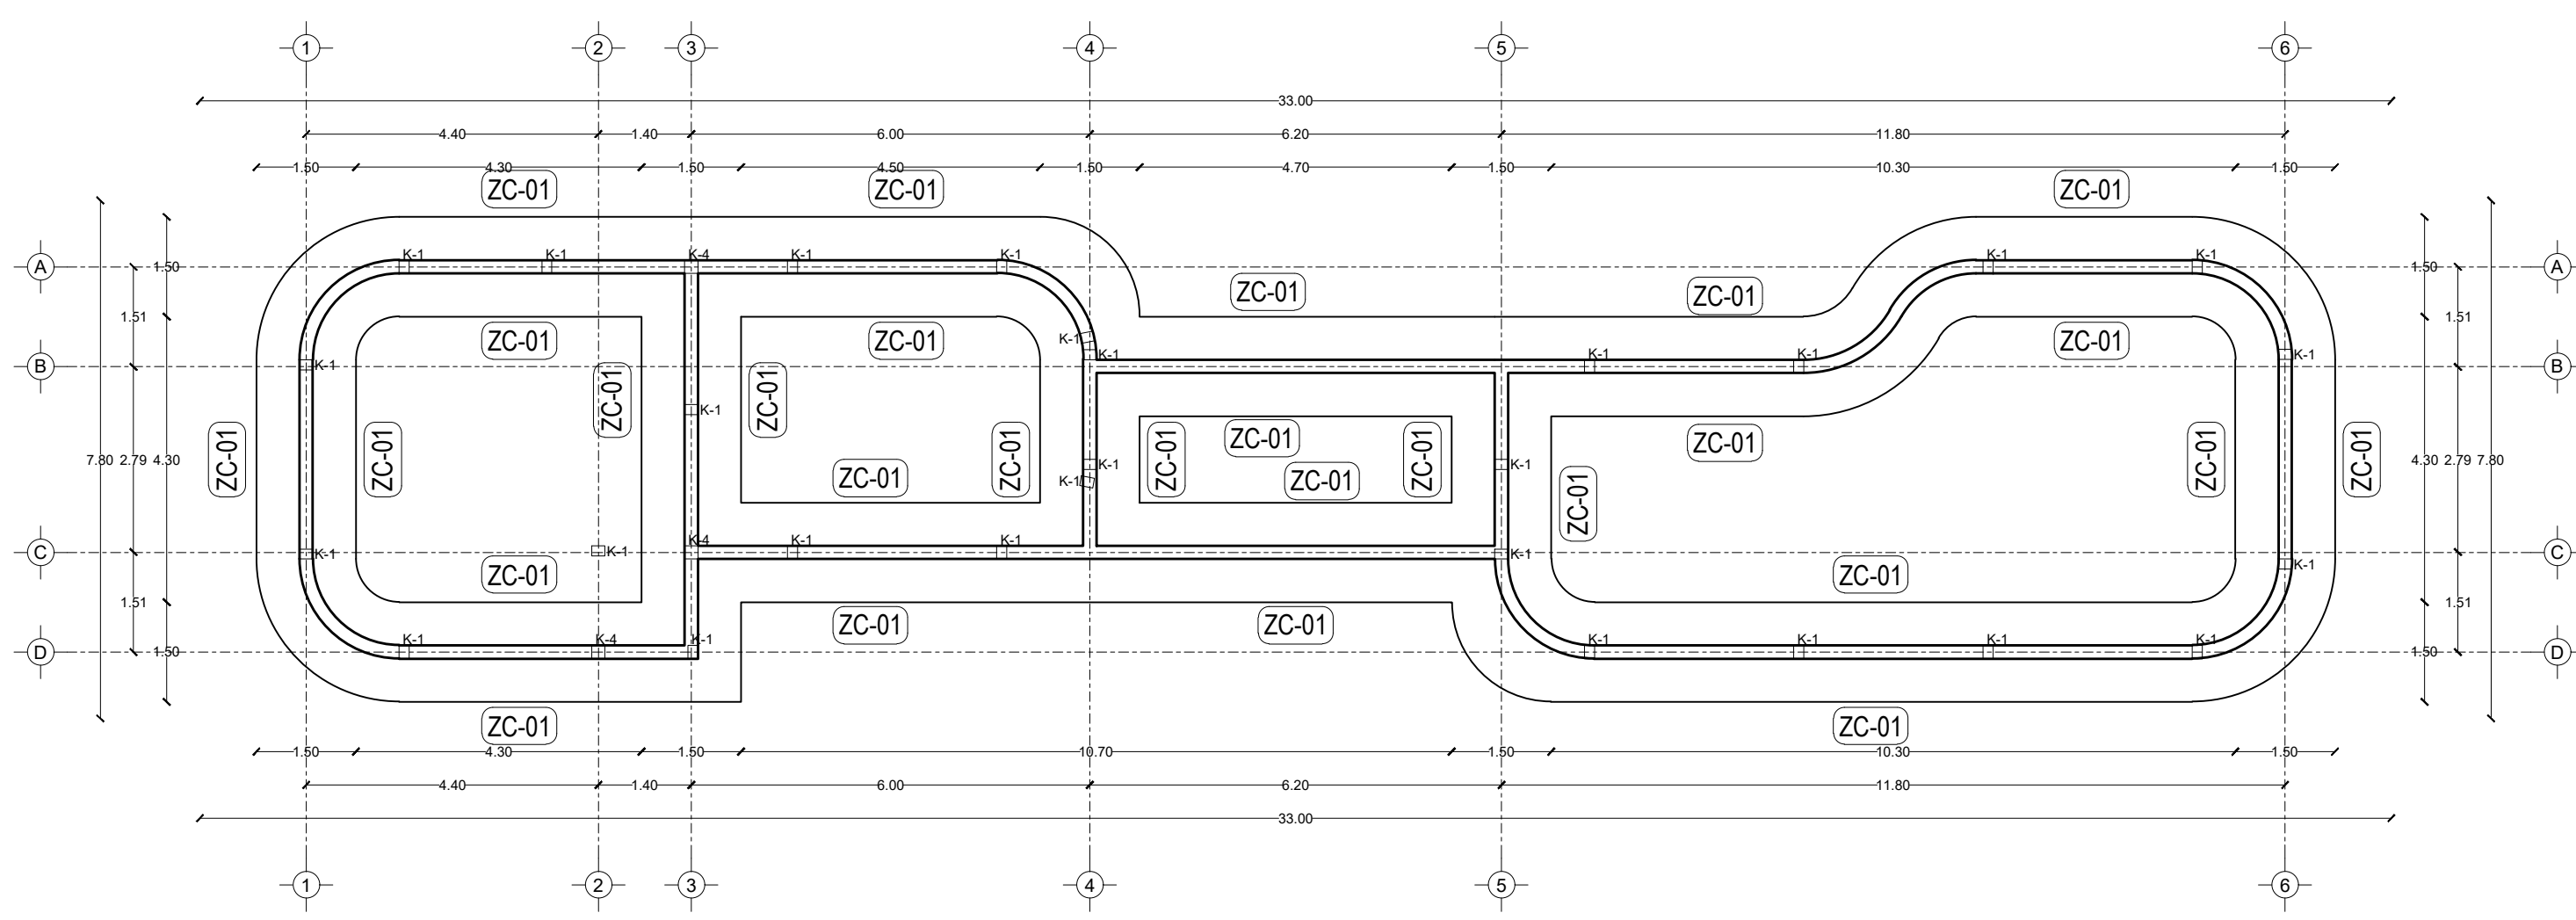 1 2 3 4 5 6
33.00
4.40 1.40 6.00 6.20 11.80
1.50 4.30 1.50 4.50 1.50 4.70 1.50 10.30 1.50
ZC-01 ZC-01 ZC-01
K-1 K-1 K-4 K-1 K-1 K-1 K-1
A 1.50 1.50 A
ZC-01 ZC-01
1.51 1.51
ZC-01 ZC-01 K-1 ZC-01
K-1 K-1 K-1 K-1
B K-1 B
ZC-01 ZC-01
K-1
ZC-01 ZC-01
7.80 2.79 4.30 ZC-01 ZC-01 ZC-01 ZC-01 ZC-01 ZC-01 ZC-01 4.30 2.79 7.80
K-1 K-1
ZC-01 K-1 ZC-01 ZC-01
K-4 K-1 K-1
C K-1 K-1 K-1 K-1 C
ZC-01 ZC-01
1.51 1.51
ZC-01 ZC-01
K-1 K-4 K-1 K-1 K-1 K-1 K-1
D 1.50 1.50 D
ZC-01 ZC-01
1.50 4.30 1.50 10.70 1.50 10.30 1.50
4.40 1.40 6.00 6.20 11.80
33.00
1 2 3 4 5 6